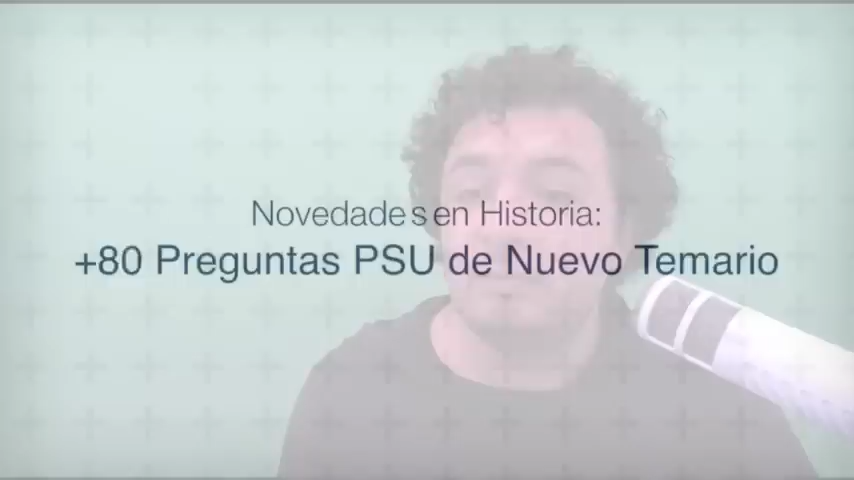 Novedades en Historia:
+80 Preguntas PSU de Nuevo Temario